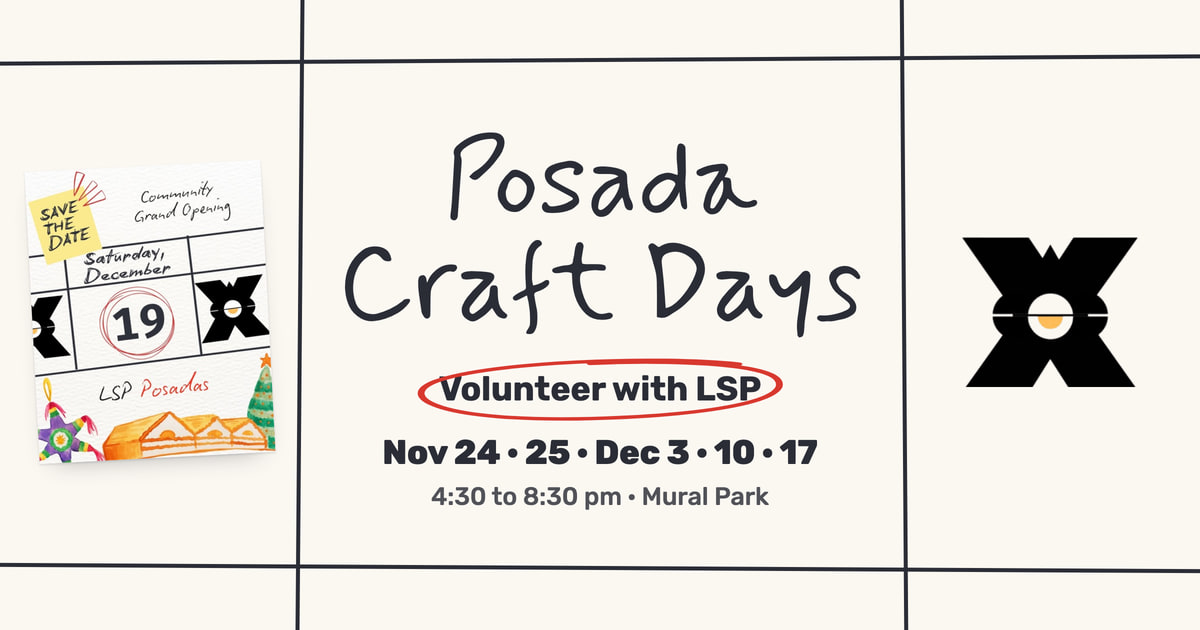 SAVE
THE
DATE
Community
Grand Opening
Saturday,
December
19
LSP Posadas
Posada
Craft Days
Volunteer with LSP
Nov 24 • 25 • Dec 3 • 10 • 17
4:30 to 8:30 pm • Mural Park